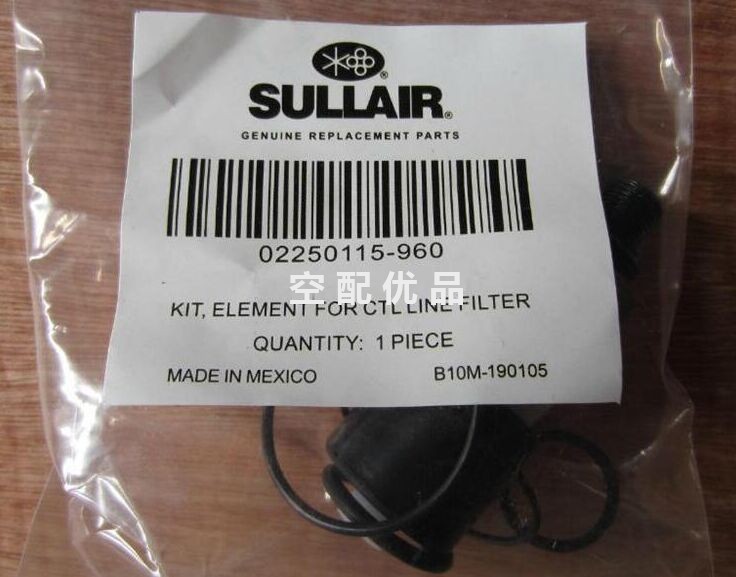 SULLAIR®
GENUINE REPLACEMENT PARTS
02250115-960
空配优品
KIT, ELEMENT FOR CTL LINE FILTER
QUANTITY: 1 PIECE
MADE IN MEXICO B10M-190105